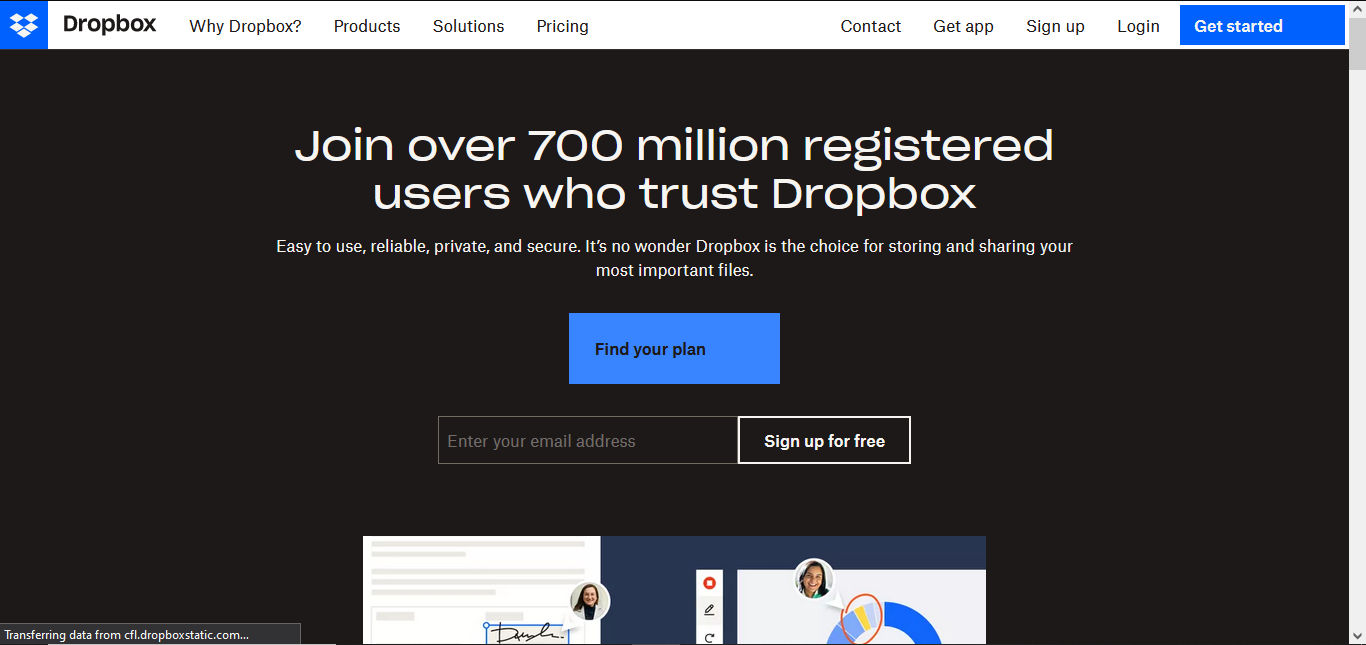 Dropbox
Why Dropbox?
Products
Solutions
Pricing
Contact
Get app
Sign up
Login
Get started
Join over 700 million registered
users who trust Dropbox
Easy to use, reliable, private, and secure. It’s no wonder Dropbox is the choice for storing and sharing your
most important files.
Find your plan
Enter your email address
Sign up for free
Transferring data from cfl.dropboxstatic.com...